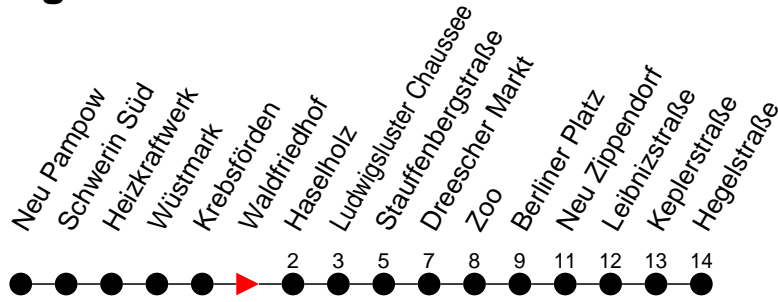 Neu Pampow
Schwerin Süd
Heizkraftwerk
Wüstmark
Krebsförden
Waldfriedhof
Haselholz
Ludwigsluster Chaussee
Stauffenbergstraße
Dreescher Markt
Zoo
Berliner Platz
Neu Zippendorf
Leibnizstraße
Keplerstraße
Hegelstraße
2 3 5 7 8 9 11 12 13 14